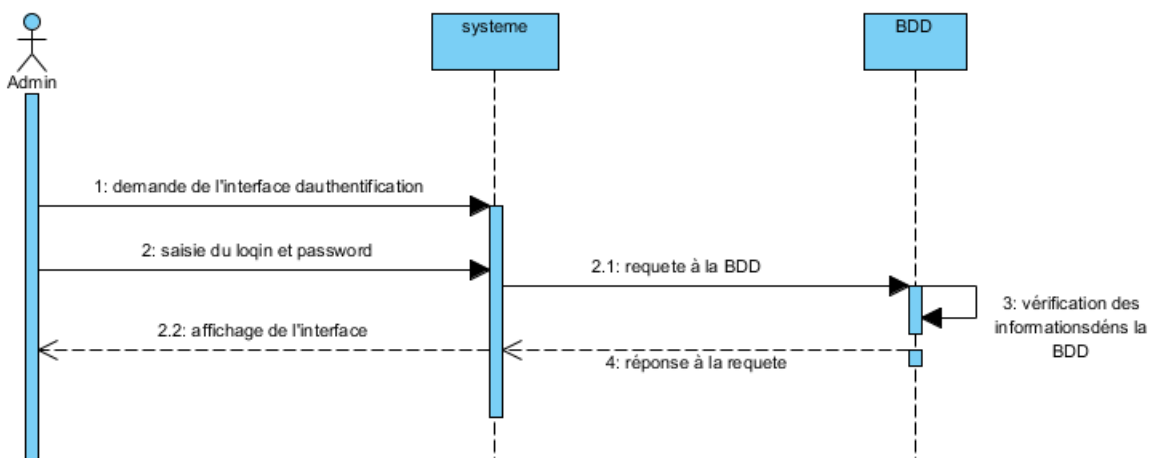 systeme
BDD
Admin
1: demande de l'interface dauthentification
2: saisie du login et password
2.1: requete à la BDD
3: vérification des
informationsdéns la
BDD
2.2: affichage de l'interface
4: réponse à la requete